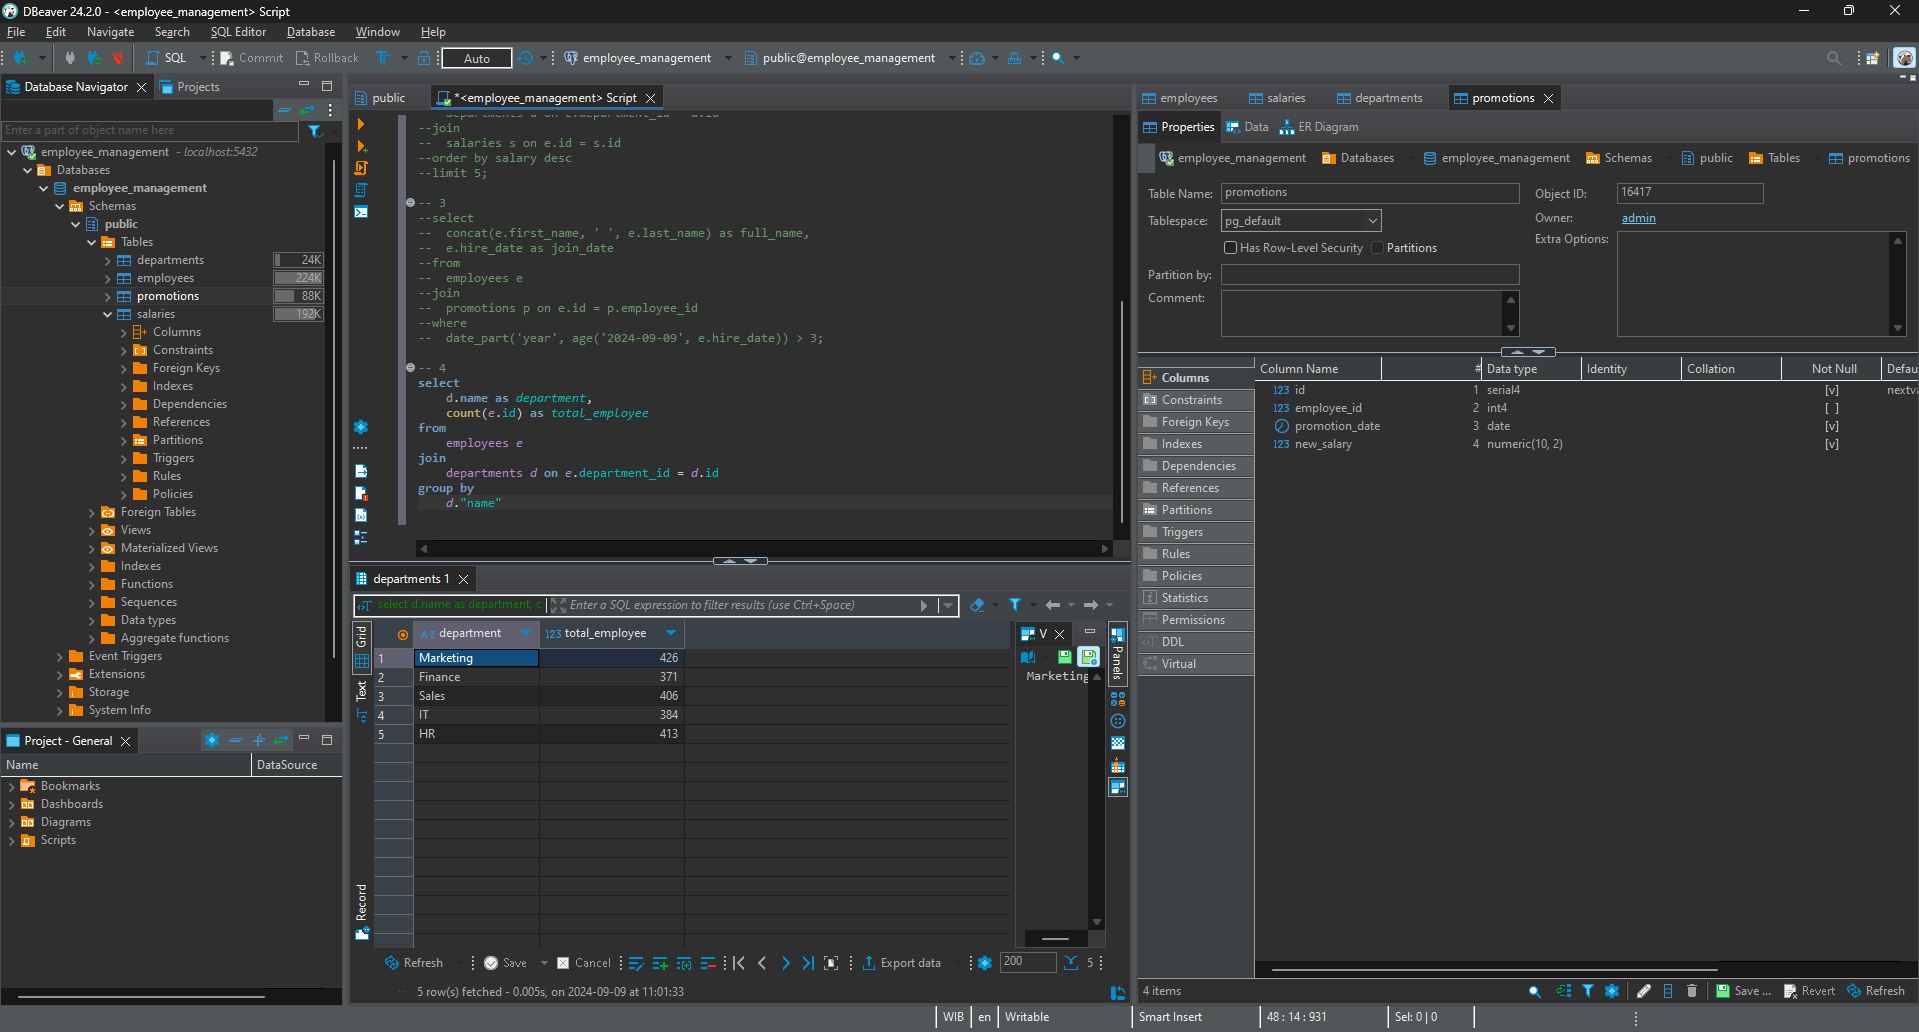 DBeaver 24.2.0 - <employee_management> Script
File Edit Navigate Search SQL Editor Database Window Help
SQL Commit Rollback Auto employee_management public@employee_management
Database Navigator Projects
Enter a part of object name here
employee_management - localhost:5432
Databases
employee_management
Schemas
public
Tables
departments 24K
employees 224K
promotions 88K
salaries 192K
Columns
Constraints
Foreign Keys
Indexes
Dependencies
References
Partitions
Triggers
Rules
Policies
Foreign Tables
Views
Materialized Views
Indexes
Functions
Sequences
Data types
Aggregate functions
Event Triggers
Extensions
Storage
System Info
Project - General
Name DataSource
Bookmarks
Dashboards
Diagrams
Scripts
public *<employee_management> Script
-- departments d on e.department_id = d.id
--join
-- salaries s on e.id = s.id
--order by salary desc
--limit 5;
-- 3
--select
-- concat(e.first_name, ' ', e.last_name) as full_name,
-- e.hire_date as join_date
--from
-- employees e
--join
-- promotions p on e.id = p.employee_id
--where
-- date_part('year', age('2024-09-09', e.hire_date)) > 3;
-- 4
select
d.name as department,
count(e.id) as total_employee
from
employees e
join
departments d on e.department_id = d.id
group by
d."name"
departments 1
select d.name as department, c Enter a SQL expression to filter results (use Ctrl+Space)
Grid
Text
Record
A-Z department 123 total_employee
1 Marketing 426
2 Finance 371
3 Sales 406
4 IT 384
5 HR 413
V
Marketing
Panels
Refresh Save Cancel Export data 200 5
5 row(s) fetched - 0.005s, on 2024-09-09 at 11:01:33
employees salaries departments promotions
Properties Data ER Diagram
employee_management Databases employee_management Schemas public Tables promotions
Table Name: promotions Object ID: 16417
Tablespace: pg_default Owner: admin
Has Row-Level Security Partitions Extra Options:
Partition by:
Comment:
Columns
Constraints
Foreign Keys
Indexes
Dependencies
References
Partitions
Triggers
Rules
Policies
Statistics
Permissions
DDL
Virtual
Column Name # Data type Identity Collation Not Null Defau
123 id 1 serial4 [v] nextv
123 employee_id 2 int4 [ ]
promotion_date 3 date [v]
123 new_salary 4 numeric(10, 2) [v]
4 items Save ... Revert Refresh
WIB en Writable Smart Insert 48 : 14 : 931 Sel: 0 | 0